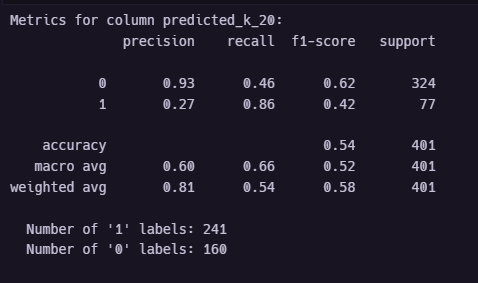 Metrics for column predicted_k_20:
precision recall f1-score support
0 0.93 0.46 0.62 324
1 0.27 0.86 0.42 77
accuracy 0.54 401
macro avg 0.60 0.66 0.52 401
weighted avg 0.81 0.54 0.58 401
Number of '1' labels: 241
Number of '0' labels: 160